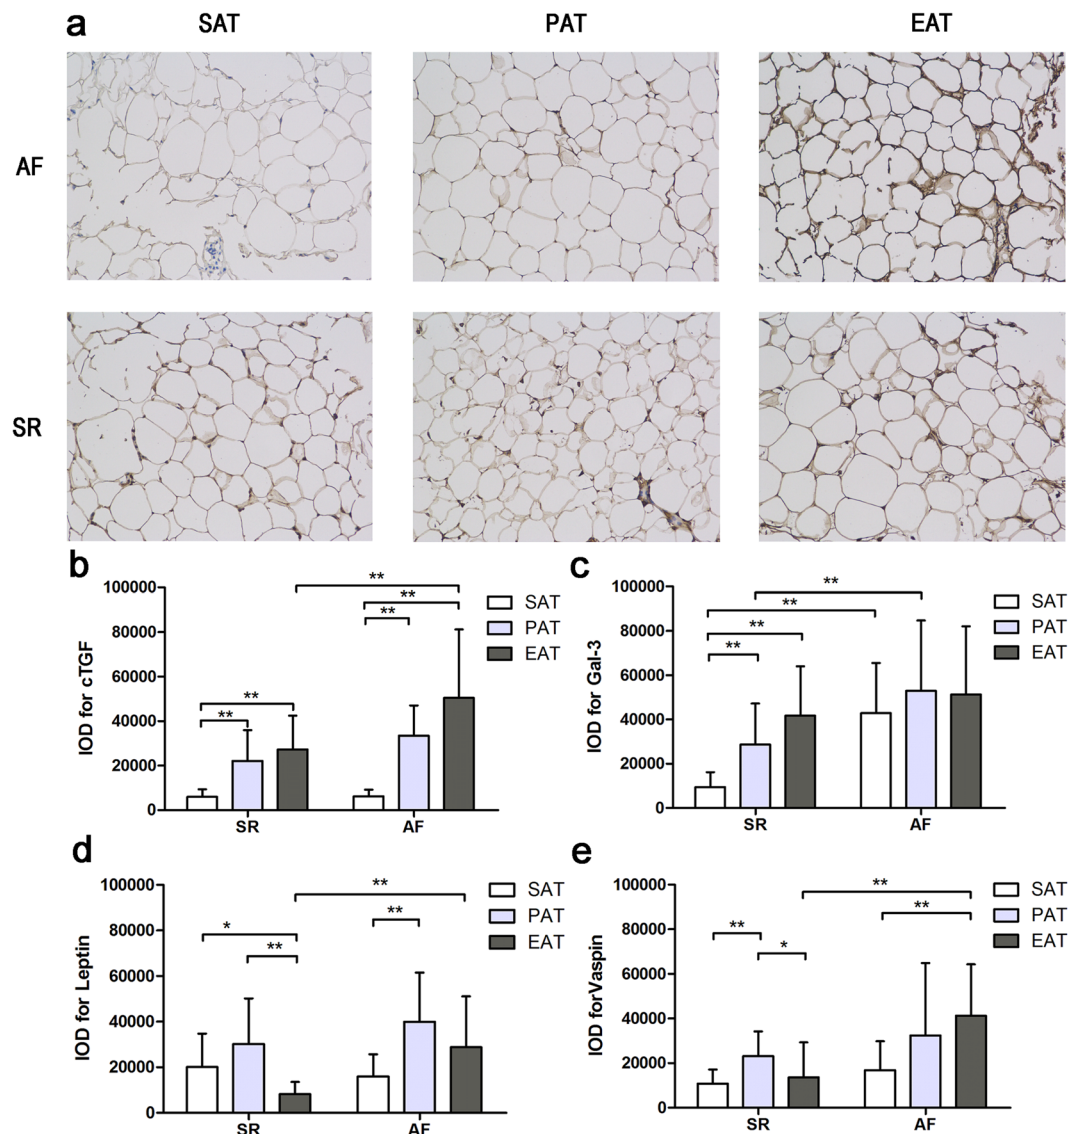 a SAT PAT EAT
AF
SR
b
100000
80000
60000
40000
20000
0
IOD for cTGF
** ** ** ** **
SAT
PAT
EAT
SR AF
c
100000
80000
60000
40000
20000
0
IOD for Gal-3
** ** ** **
SAT
PAT
EAT
SR AF
d
100000
80000
60000
40000
20000
0
IOD for Leptin
** ** * **
SAT
PAT
EAT
SR AF
e
100000
80000
60000
40000
20000
0
IOD forVaspin
** ** ** *
SAT
PAT
EAT
SR AF